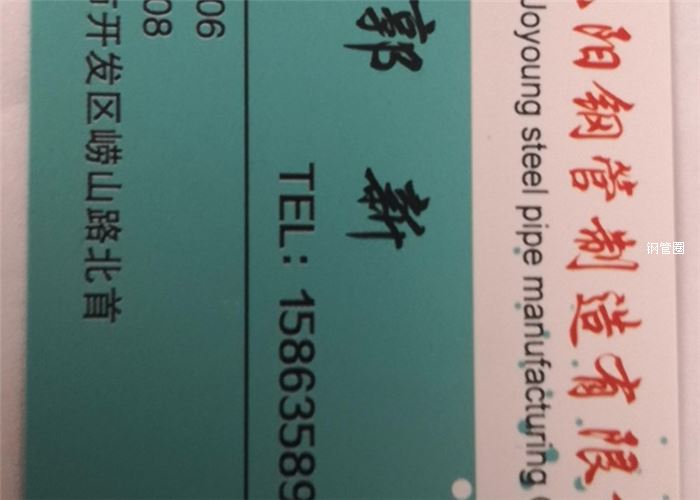 阳钢管制造有限
Joyoung steel pipe manufacturing
郭 新
TEL：15863589
06
08
市开发区崂山路北首
钢管圈